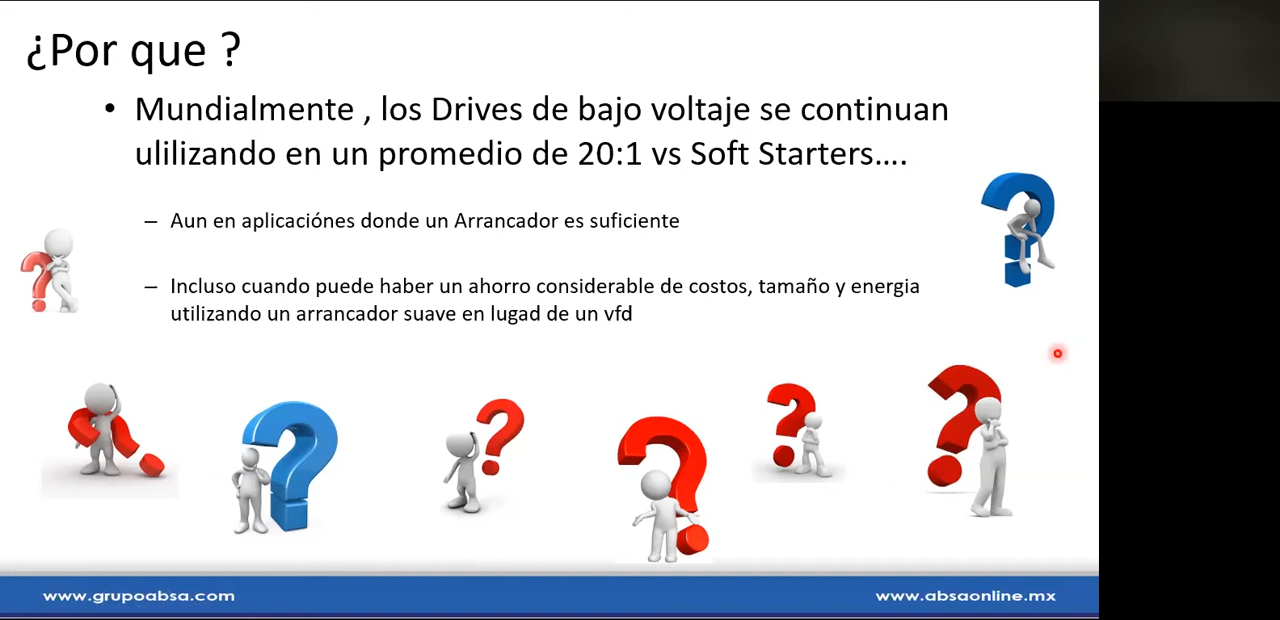 ¿Por que ?
• Mundialmente , los Drives de bajo voltaje se continuan
ulilizando en un promedio de 20:1 vs Soft Starters….
– Aun en aplicaciónes donde un Arrancador es suficiente
– Incluso cuando puede haber un ahorro considerable de costos, tamaño y energia
utilizando un arrancador suave en lugad de un vfd
www.grupoabsa.com
www.absaonline.mx